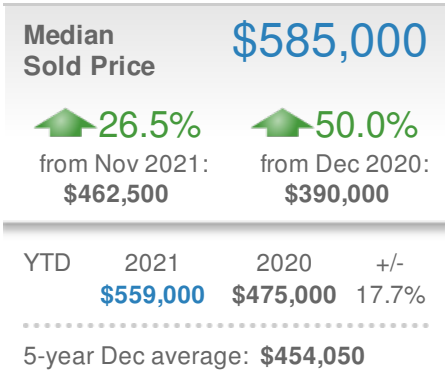 Median
Sold Price
$585,000
26.5%
from Nov 2021:
$462,500
50.0%
from Dec 2020:
$390,000
YTD 2021 2020 +/-
$559,000 $475,000 17.7%
5-year Dec average: $454,050